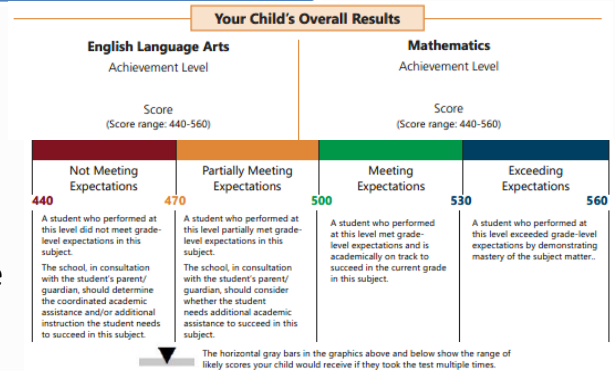 Your Child's Overall Results
English Language Arts
Achievement Level
Score
(Score range: 440-560)
Mathematics
Achievement Level
Score
(Score range: 440-560)
Not Meeting
Expectations
Partially Meeting
Expectations
Meeting
Expectations
Exceeding
Expectations
440
470
500
530
560
A student who performed at
this level did not meet grade-
level expectations in this
subject.
The school, in consultation
with the student's parent/
guardian, should determine
the coordinated academic
assistance and/or additional
instruction the student needs
to succeed in this subject.
A student who performed at
this level partially met grade-
level expectations in this
subject.
The school, in consultation
with the student's parent/
guardian, should consider
whether the student
needs additional academic
assistance to succeed in this
subject.
A student who performed
at this level met grade-
level expectations and is
academically on track to
succeed in the current grade
in this subject.
A student who performed at
this level exceeded grade-level
expectations by demonstrating
mastery of the subject matter..
e
The horizontal gray bars in the graphics above and below show the range of
likely scores your child would receive if they took the test multiple times.